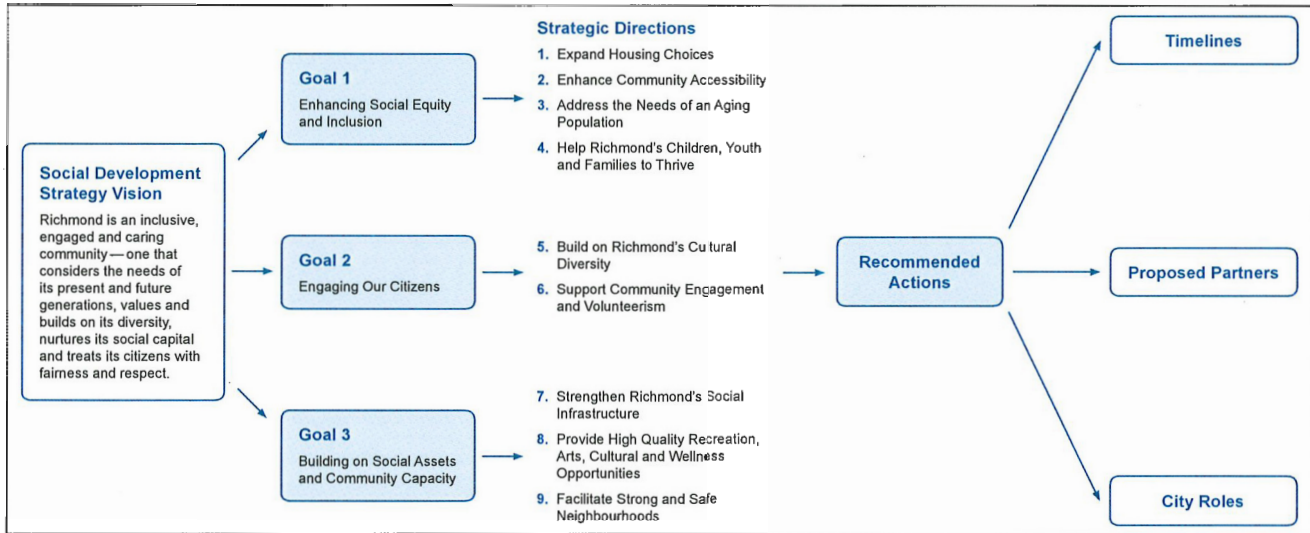 Social Development
Strategy Vision
Richmond is an inclusive,
engaged and caring
community—one that
considers the needs of
its present and future
generations, values and
builds on its diversity,
nurtures its social capital
and treats its citizens with
fairness and respect.
Goal 1
Enhancing Social Equity
and Inclusion
Goal 2
Engaging Our Citizens
Goal 3
Building on Social Assets
and Community Capacity
Strategic Directions
1. Expand Housing Choices
2. Enhance Community Accessibility
3. Address the Needs of an Aging
Population
4. Help Richmond's Children, Youth
and Families to Thrive
5. Build on Richmond's Cultural
Diversity
6. Support Community Engagement
and Volunteerism
7. Strengthen Richmond's Social
Infrastructure
8. Provide High Quality Recreation,
Arts, Cultural and Wellness
Opportunities
9. Facilitate Strong and Safe
Neighbourhoods
Recommended
Actions
Timelines
Proposed Partners
City Roles